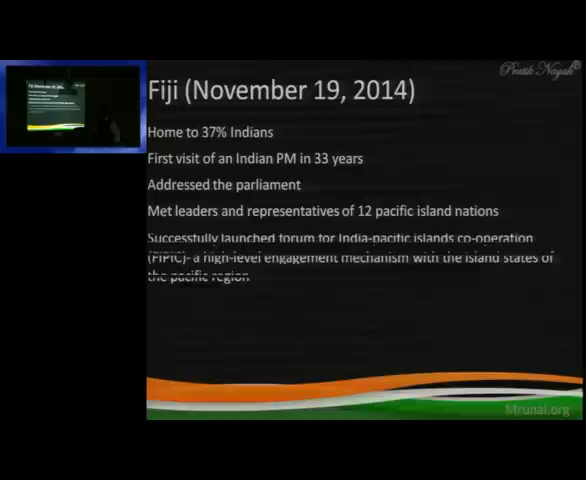 Pratik Nayak
Fiji (November 19, 2014)
Home to 37% Indians
First visit of an Indian PM in 33 years
Addressed the parliament
Met leaders and representatives of 12 pacific island nations
Successfully launched forum for India-pacific islands co-operation
(FIPIC)- a high-level engagement mechanism with the island states of
the pacific region
Mrunal.org